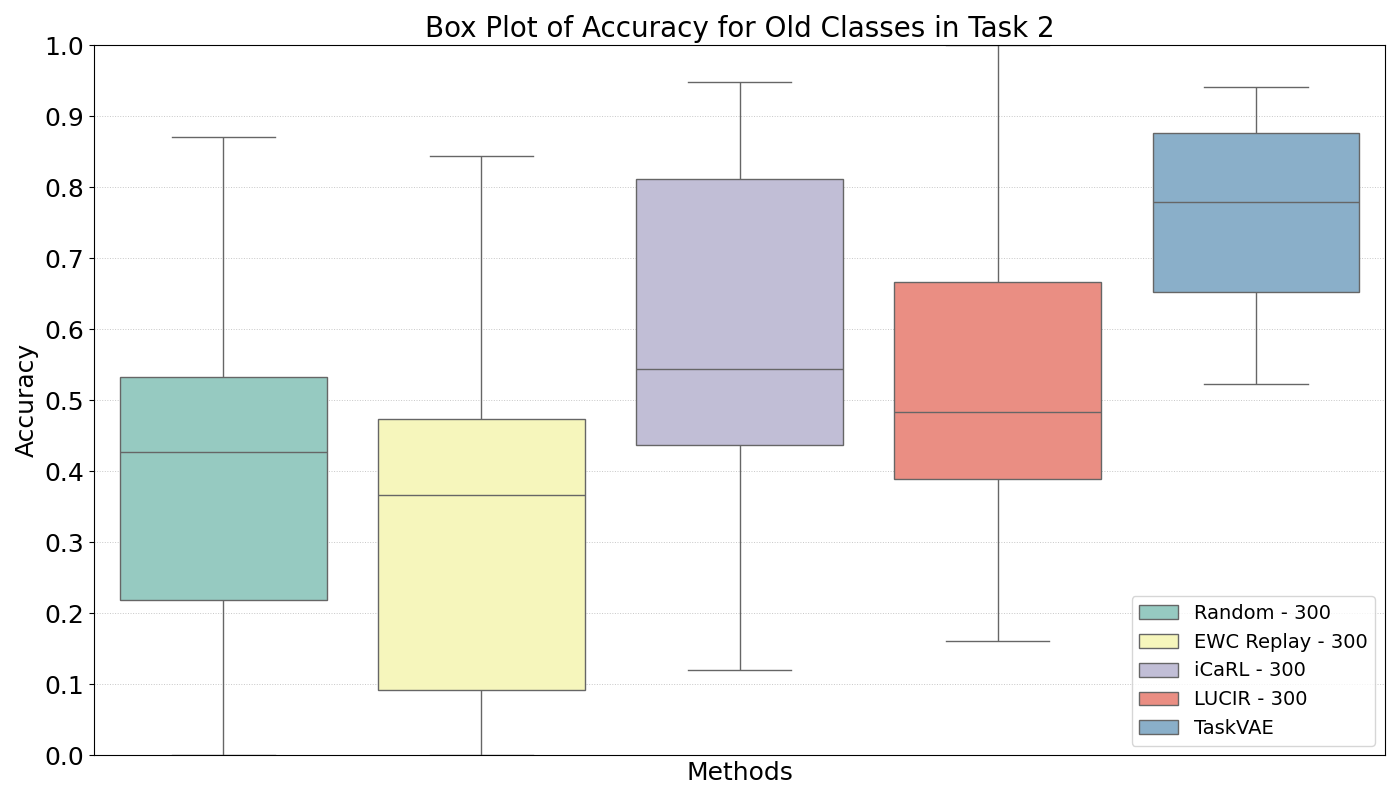 Box Plot of Accuracy for Old Classes in Task 2
1.0
0.9
0.8
0.7
0.6
0.5
0.4
0.3
0.2
0.1
0.0
Accuracy
Methods
Random - 300
EWC Replay - 300
iCaRL - 300
LUCIR - 300
TaskVAE